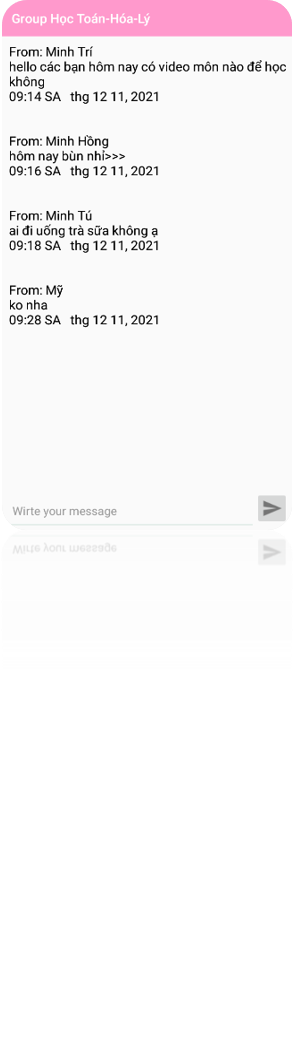 Group Học Toán-Hóa-Lý
From: Minh Trí
hello các bạn hôm nay có video môn nào để học
không
09:14 SA thg 12 11, 2021
From: Minh Hồng
hôm nay bùn nhỉ>>>
09:16 SA thg 12 11, 2021
From: Minh Tú
ai đi uống trà sữa không ạ
09:18 SA thg 12 11, 2021
From: Mỹ
ko nha
09:28 SA thg 12 11, 2021
Wirte your message
Wirte your message